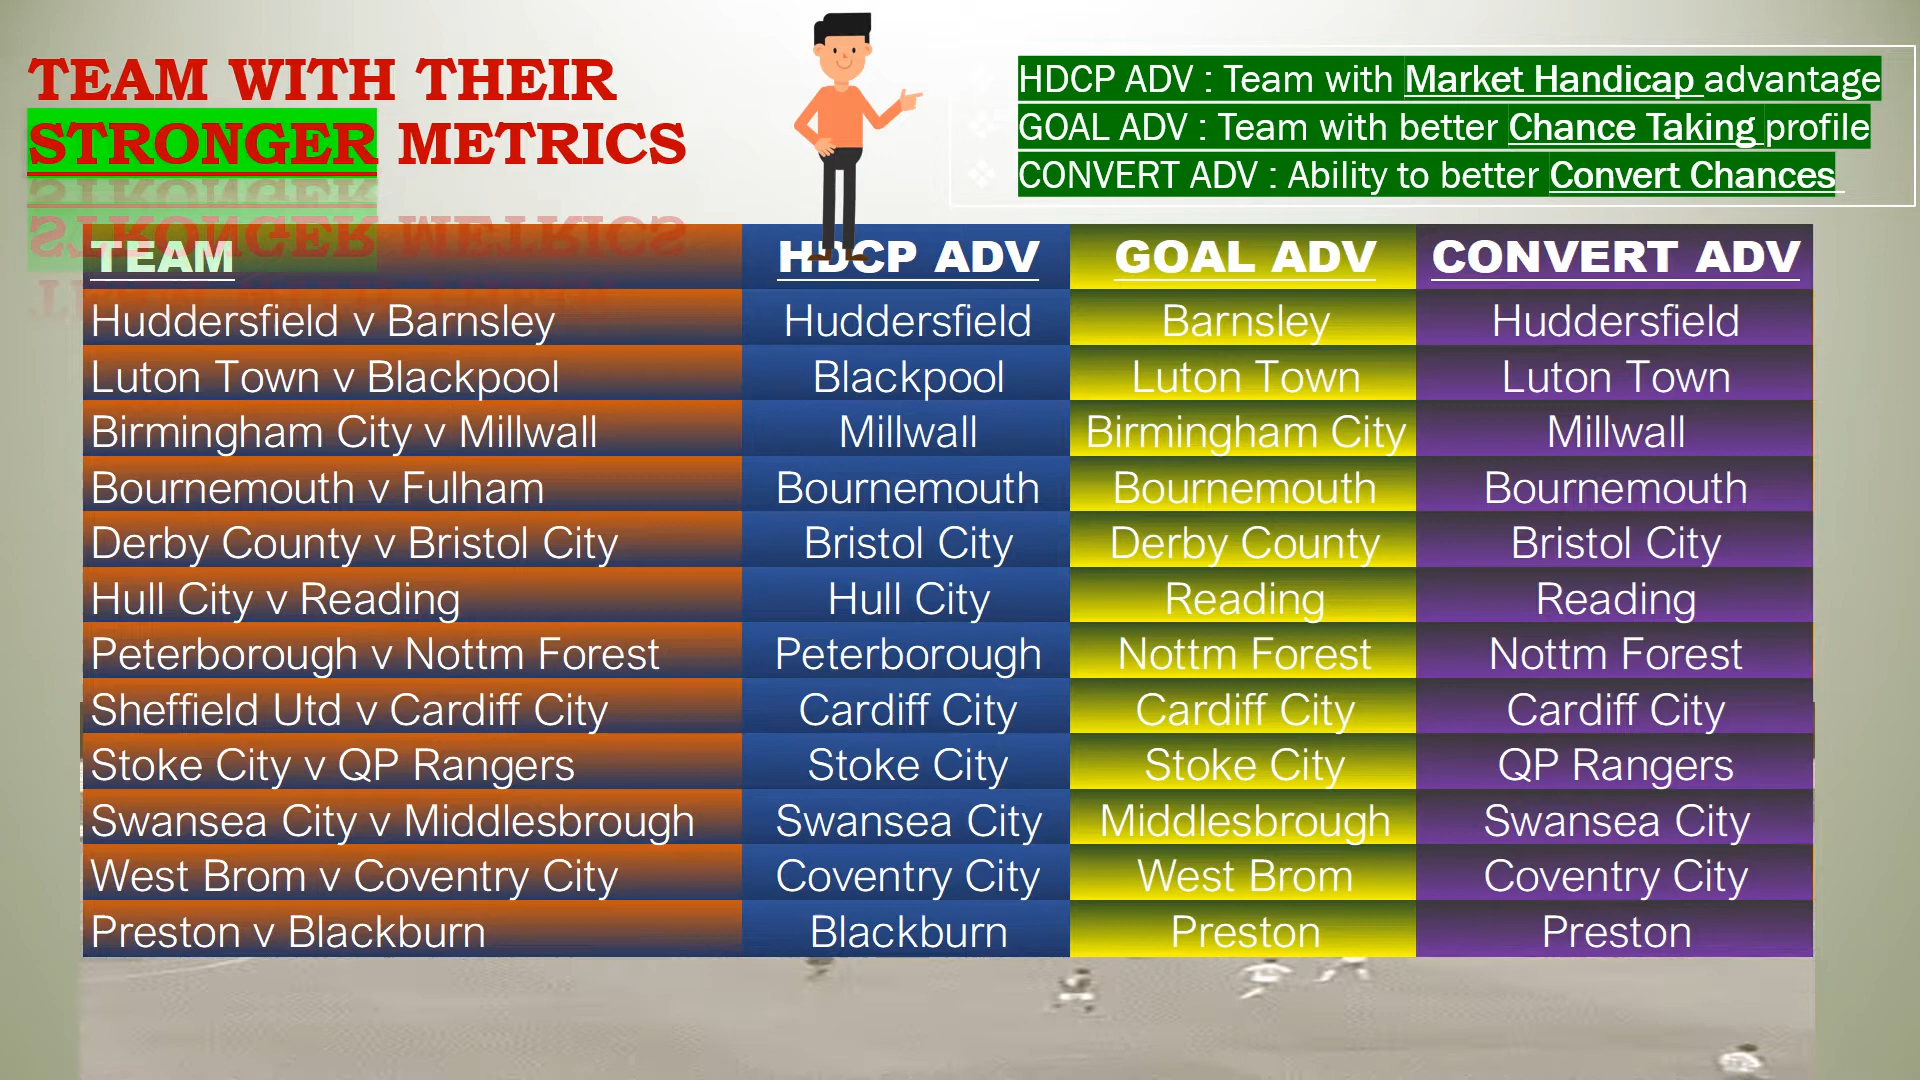 TEAM WITH THEIR
STRONGER METRICS
HDCP ADV : Team with Market Handicap advantage
GOAL ADV : Team with better Chance Taking profile
CONVERT ADV : Ability to better Convert Chances
TEAM HDCP ADV GOAL ADV CONVERT ADV
Huddersfield v Barnsley Huddersfield Barnsley Huddersfield
Luton Town v Blackpool Blackpool Luton Town Luton Town
Birmingham City v Millwall Millwall Birmingham City Millwall
Bournemouth v Fulham Bournemouth Bournemouth Bournemouth
Derby County v Bristol City Bristol City Derby County Bristol City
Hull City v Reading Hull City Reading Reading
Peterborough v Nottm Forest Peterborough Nottm Forest Nottm Forest
Sheffield Utd v Cardiff City Cardiff City Cardiff City Cardiff City
Stoke City v QP Rangers Stoke City Stoke City QP Rangers
Swansea City v Middlesbrough Swansea City Middlesbrough Swansea City
West Brom v Coventry City Coventry City West Brom Coventry City
Preston v Blackburn Blackburn Preston Preston